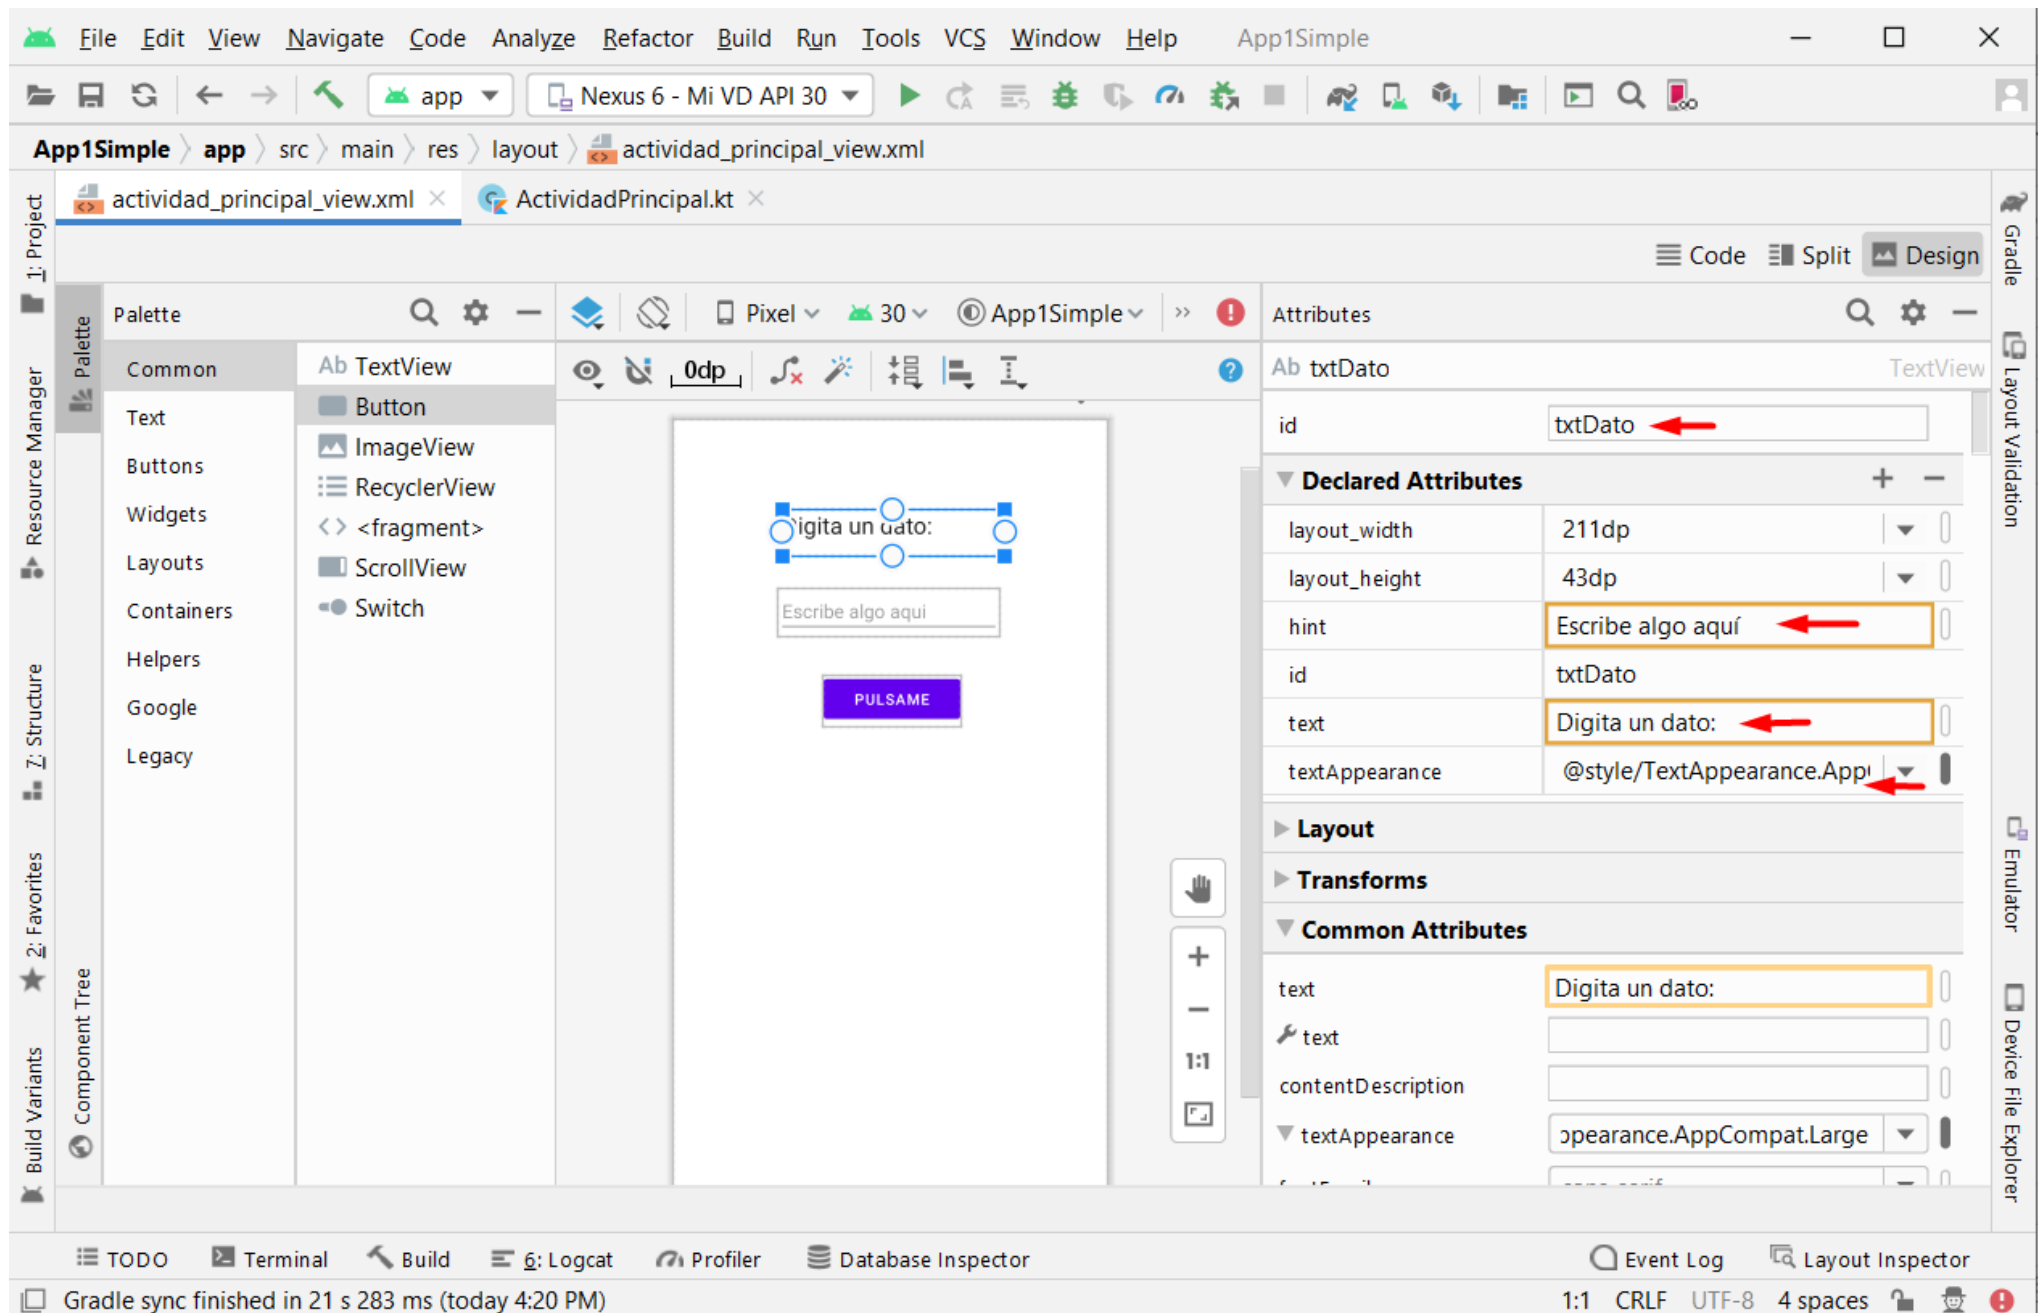 File Edit View Navigate Code Analyze Refactor Build Run Tools VCS Window Help App1Simple
app Nexus 6 - Mi VD API 30
App1Simple app src main res layout actividad_principal_view.xml
actividad_principal_view.xml ActividadPrincipal.kt
Code Split Design
1: Project
Resource Manager
7: Structure
2: Favorites
Build Variants
Palette
Component Tree
Palette
Common
Text
Buttons
Widgets
Layouts
Containers
Helpers
Google
Legacy
Ab TextView
Button
ImageView
RecyclerView
<fragment>
ScrollView
Switch
Pixel 30 App1Simple >>
0dp
igita un dato:
Escribe algo aqui
PULSAME
1:1
Attributes
Ab txtDato TextView
id txtDato
Declared Attributes
layout_width 211dp
layout_height 43dp
hint Escribe algo aquí
id txtDato
text Digita un dato:
textAppearance @style/TextAppearance.App
Layout
Transforms
Common Attributes
text Digita un dato:
text
contentDescription
textAppearance ppearance.AppCompat.Large
Gradle
Layout Validation
Emulator
Device File Explorer
TODO Terminal Build 6: Logcat Profiler Database Inspector Event Log Layout Inspector
Gradle sync finished in 21 s 283 ms (today 4:20 PM) 1:1 CRLF UTF-8 4 spaces